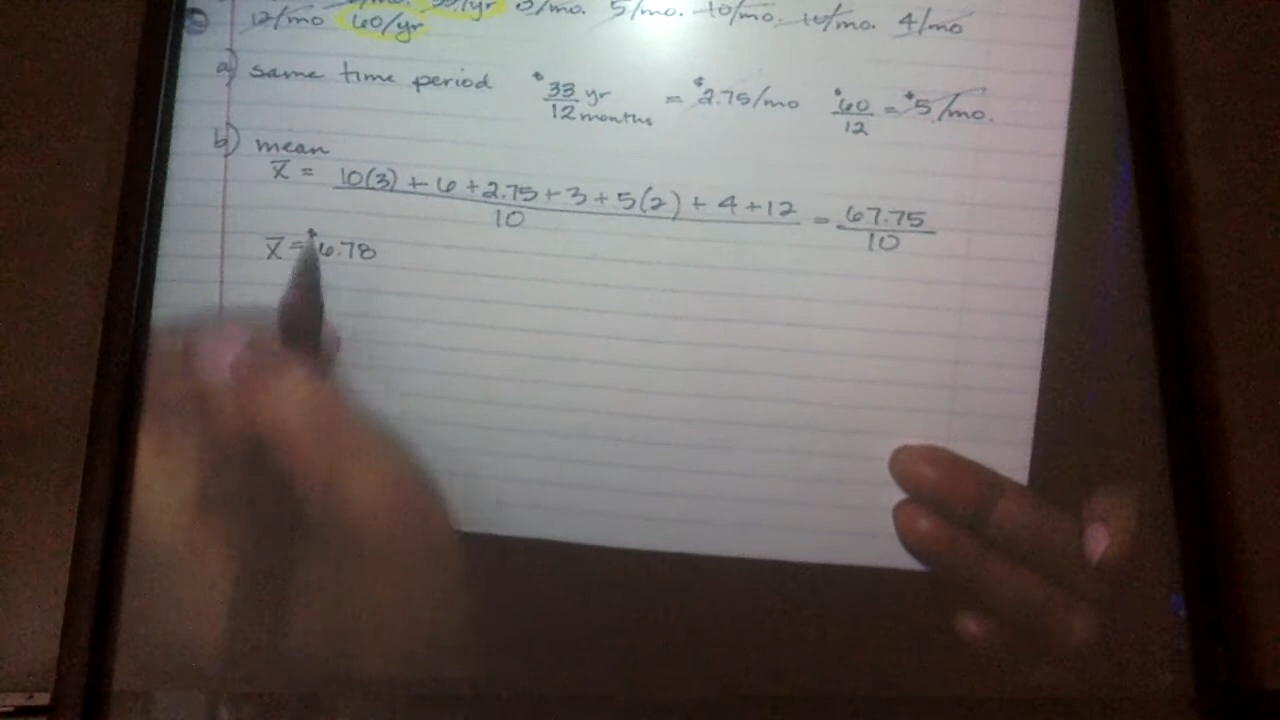 /yr 3/mo. 5/mo. 10/mo. 10/mo. 4/mo
12/mo 60/yr
a) same time period $33 yr / 12 months = $2.75/mo $60/12 = $5/mo.
b) mean
x̄ = 10(3) + 6 + 2.75 + 3 + 5(2) + 4 + 12 / 10 = 67.75 / 10
x̄ = $6.78